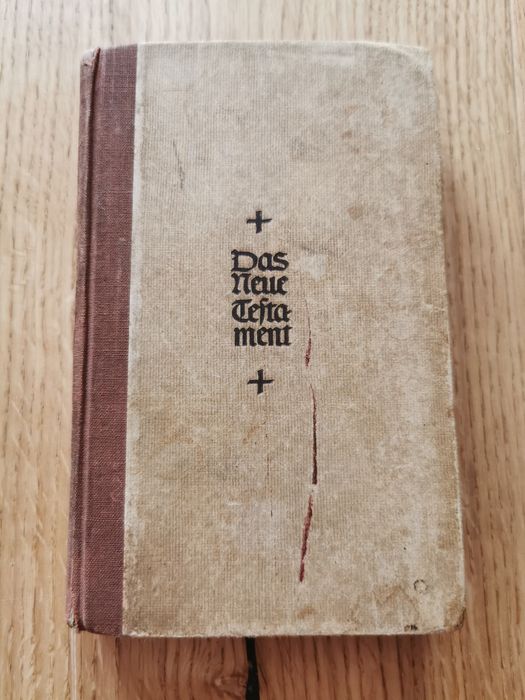 Das
Neue
Teſta-
ment